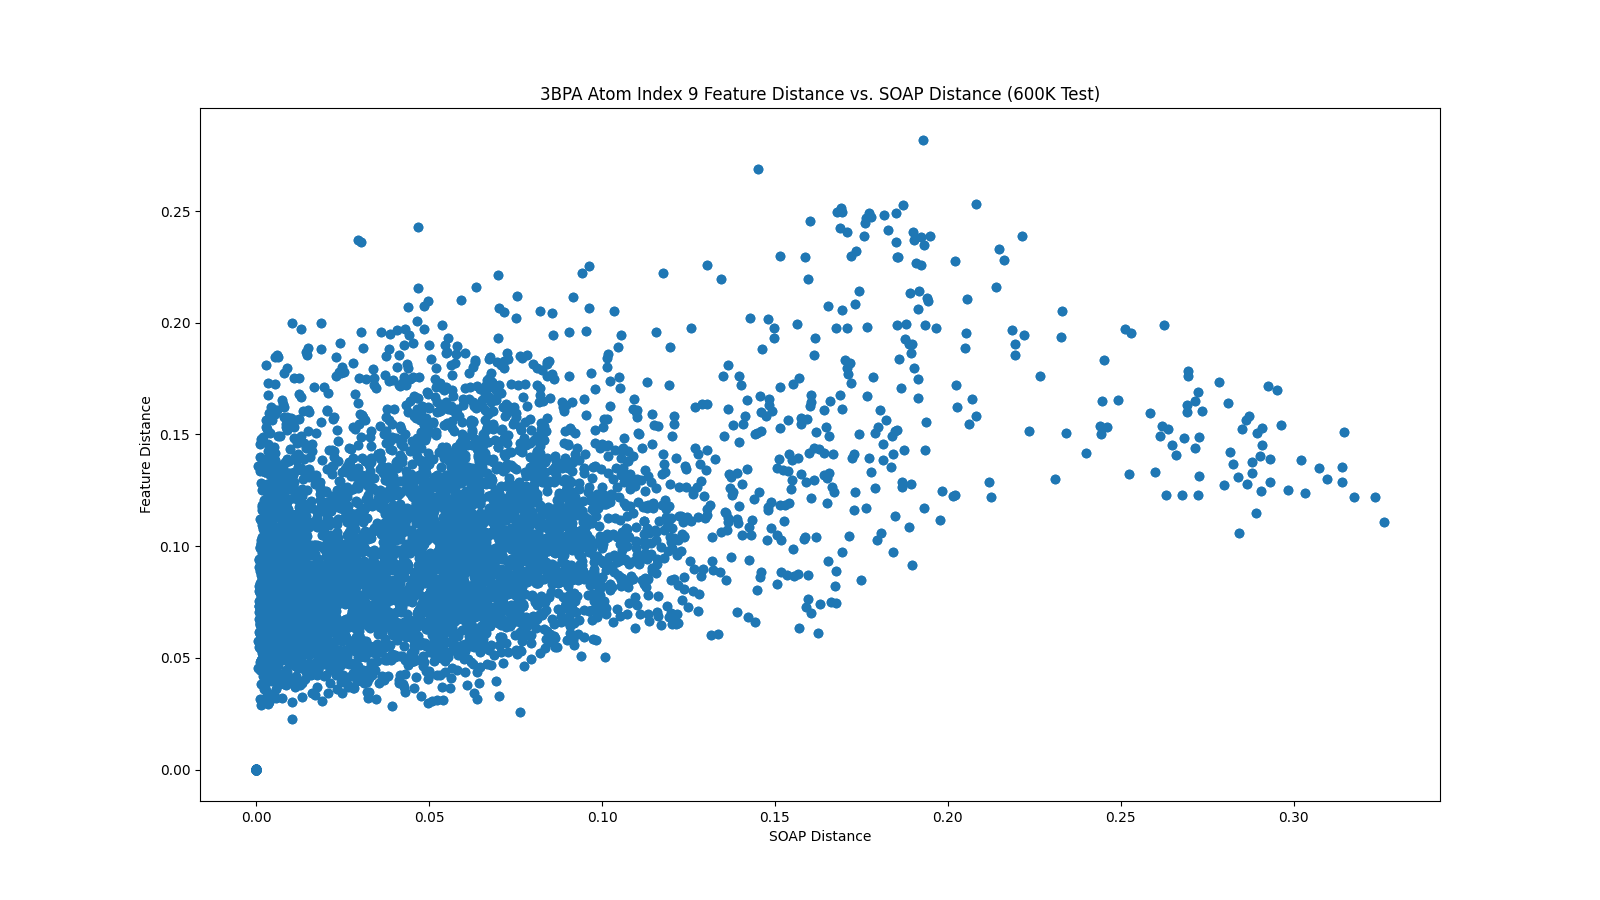 3BPA Atom Index 9 Feature Distance vs. SOAP Distance (600K Test)
Feature Distance
0.25
0.20
0.15
0.10
0.05
0.00
0.00 0.05 0.10 0.15 0.20 0.25 0.30
SOAP Distance